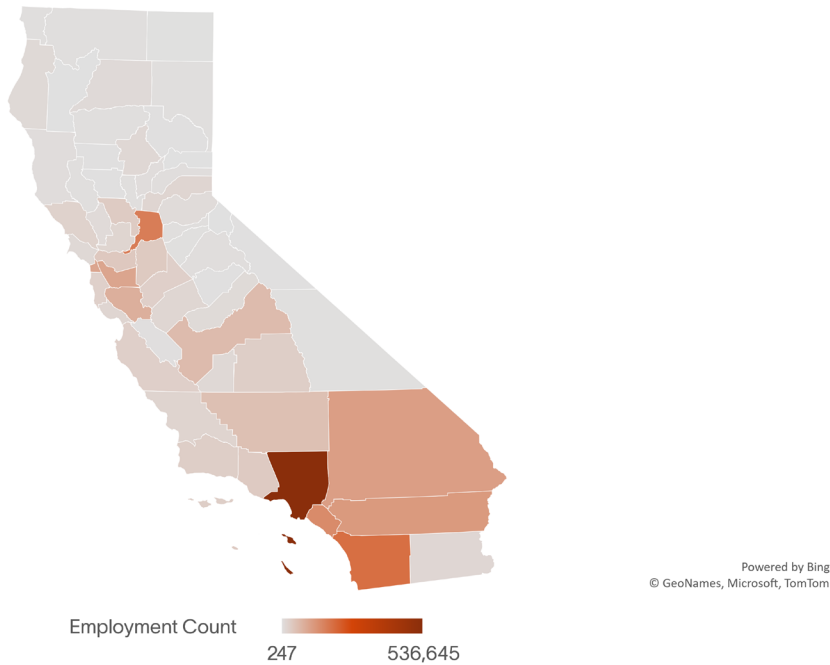 Powered by Bing
© GeoNames, Microsoft, TomTom
Employment Count
247 536,645